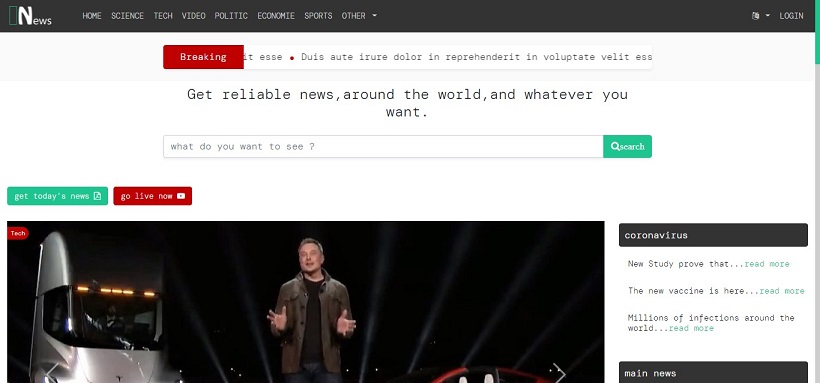 News
HOME SCIENCE TECH VIDEO POLITIC ECONOMIE SPORTS OTHER LOGIN
Breaking it esse • Duis aute irure dolor in reprehenderit in voluptate velit ess
Get reliable news,around the world,and whatever you
want.
what do you want to see ? search
get today's news go live now
Tech
coronavirus
New Study prove that...read more
The new vaccine is here...read more
Millions of infections around the
world...read more
main news